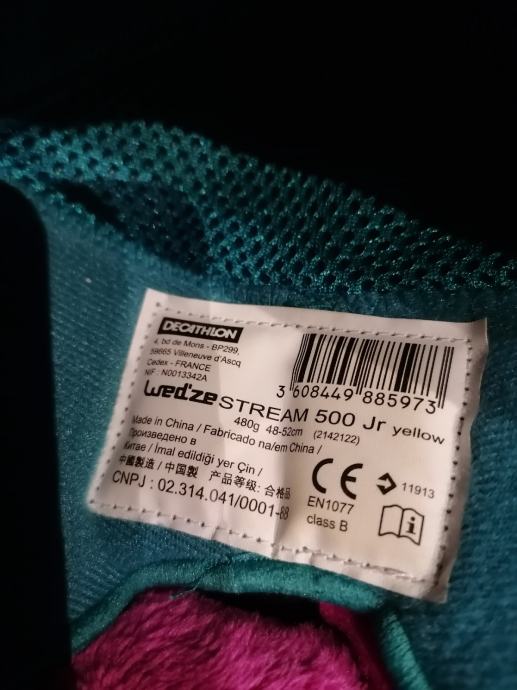 DECATHLON
4, bd de Mons - BP299,
59665 Villeneuve d'Ascq
Cedex - FRANCE
NIF : N0013342A
3 608449 885973
Wed'ze STREAM 500 Jr yellow
480g 48-52cm (2142122)
Made in China / Fabricado na/em China /
Произведено в
Китае / İmal edildiği yer Çin /
中國製造 / 中国製 产品等级: 合格品
CNPJ : 02.314.041/0001-88
CE
11913
EN1077
class B